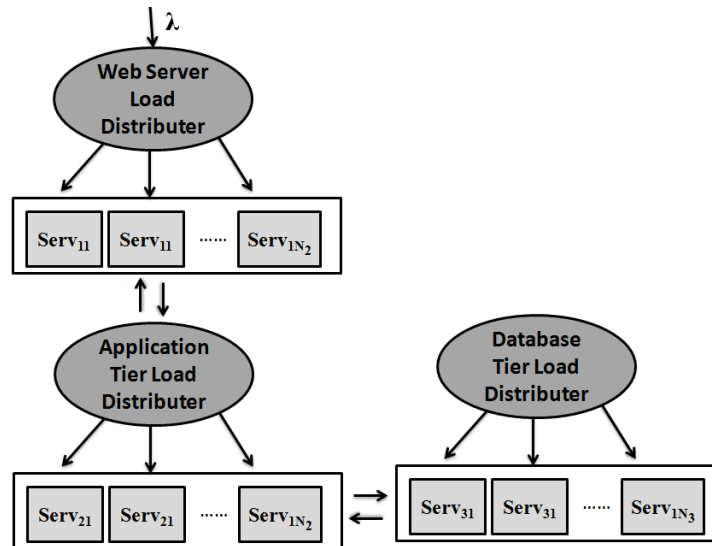 λ
Web Server
Load
Distributer
Serv₁₁ Serv₁₁ ...... Serv₁N₂
Application
Tier Load
Distributer
Database
Tier Load
Distributer
Serv₂₁ Serv₂₁ ...... Serv₁N₂
Serv₃₁ Serv₃₁ ...... Serv₁N₃